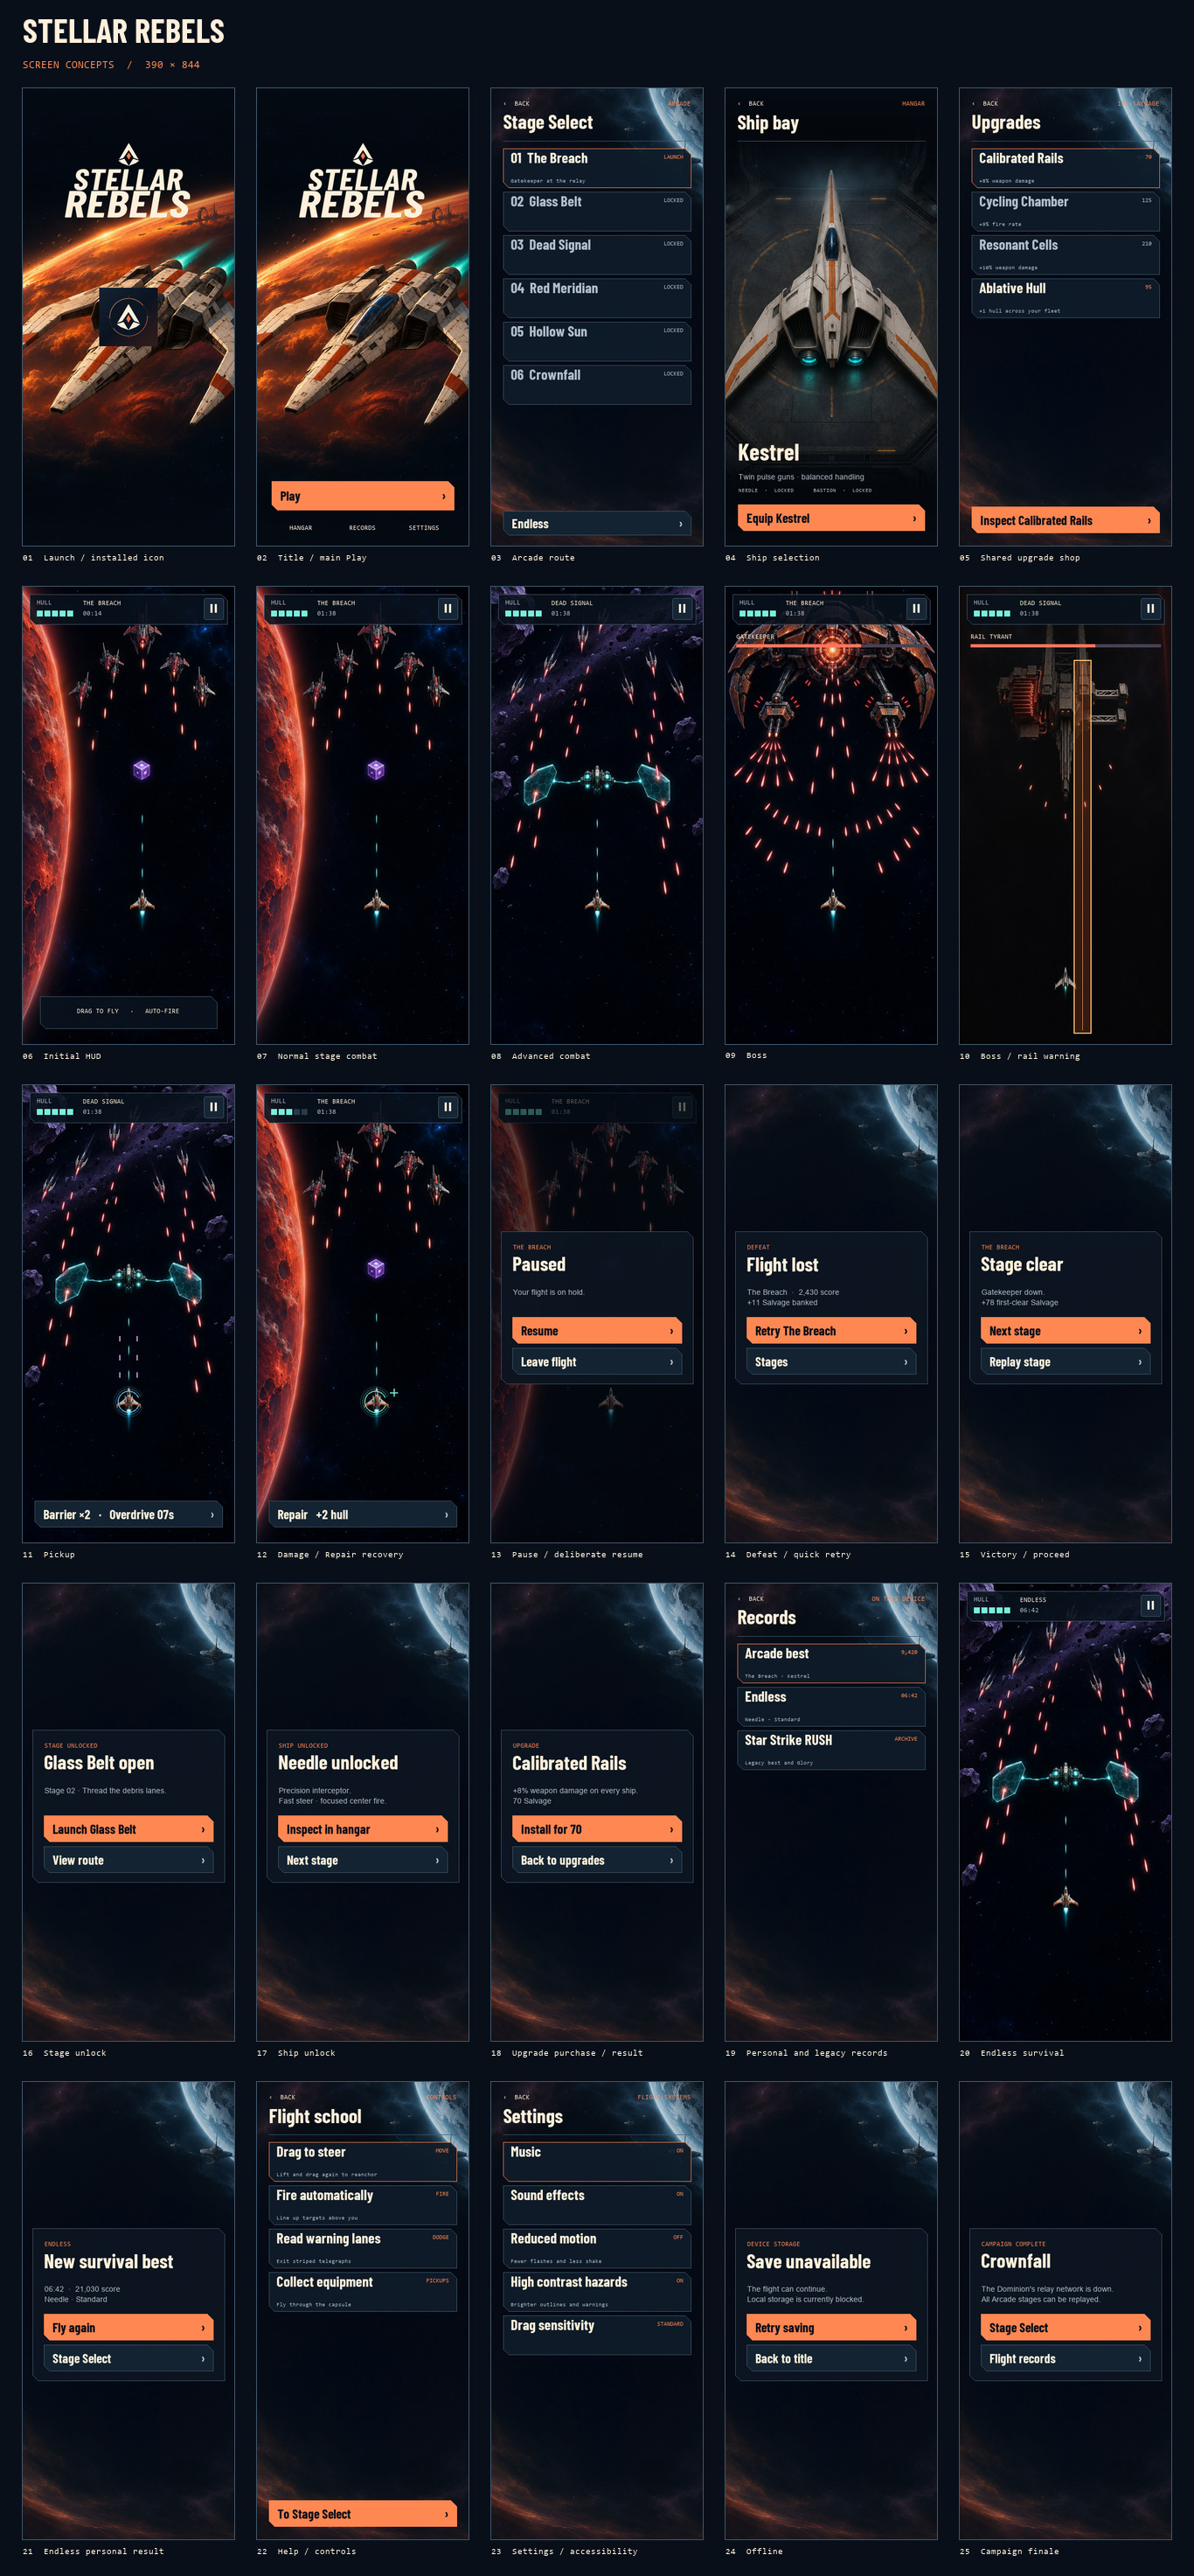 STELLAR REBELS
SCREEN CONCEPTS / 390 × 844
STELLAR
REBELS
01 Launch / installed icon
STELLAR
REBELS
Play ›
HANGAR RECORDS SETTINGS
02 Title / main Play
‹ BACK ARCADE
Stage Select
01 The Breach LAUNCH
Gatekeeper at the relay
02 Glass Belt LOCKED
03 Dead Signal LOCKED
04 Red Meridian LOCKED
05 Hollow Sun LOCKED
06 Crownfall LOCKED
Endless ›
03 Arcade route
‹ BACK HANGAR
Ship bay
Kestrel
Twin pulse guns · balanced handling
NEEDLE · LOCKED BASTION · LOCKED
Equip Kestrel ›
04 Ship selection
‹ BACK
Upgrades
Calibrated Rails 70
+8% weapon damage
Cycling Chamber 125
+9% fire rate
Resonant Cells 210
+10% weapon damage
Ablative Hull 95
+1 hull across your fleet
Inspect Calibrated Rails ›
05 Shared upgrade shop
HULL THE BREACH
00:14
DRAG TO FLY · AUTO-FIRE
06 Initial HUD
HULL THE BREACH
01:38
07 Normal stage combat
HULL DEAD SIGNAL
01:38
08 Advanced combat
HULL THE BREACH
01:38
GATEKEEPER
09 Boss
HULL DEAD SIGNAL
01:38
RAIL TYRANT
10 Boss / rail warning
HULL DEAD SIGNAL
01:38
Barrier ×2 · Overdrive 07s ›
11 Pickup
HULL THE BREACH
01:38
Repair +2 hull ›
12 Damage / Repair recovery
HULL THE BREACH
01:38
THE BREACH
Paused
Your flight is on hold.
Resume ›
Leave flight ›
13 Pause / deliberate resume
DEFEAT
Flight lost
The Breach · 2,430 score
+11 Salvage banked
Retry The Breach ›
Stages ›
14 Defeat / quick retry
THE BREACH
Stage clear
Gatekeeper down.
+78 first-clear Salvage
Next stage ›
Replay stage ›
15 Victory / proceed
STAGE UNLOCKED
Glass Belt open
Stage 02 · Thread the debris lanes.
Launch Glass Belt ›
View route ›
16 Stage unlock
SHIP UNLOCKED
Needle unlocked
Precision interceptor.
Fast steer · focused center fire.
Inspect in hangar ›
Next stage ›
17 Ship unlock
UPGRADE
Calibrated Rails
+8% weapon damage on every ship.
70 Salvage
Install for 70 ›
Back to upgrades ›
18 Upgrade purchase / result
‹ BACK ON THIS DEVICE
Records
Arcade best 9,420
The Breach · Kestrel
Endless 06:42
Needle · Standard
Star Strike RUSH ARCHIVE
Legacy best and Glory
19 Personal and legacy records
HULL ENDLESS
06:42
20 Endless survival
ENDLESS
New survival best
06:42 · 21,030 score
Needle · Standard
Fly again ›
Stage Select ›
21 Endless personal result
‹ BACK CONTROLS
Flight school
Drag to steer MOVE
Lift and drag again to reanchor
Fire automatically FIRE
Line up targets above you
Read warning lanes DODGE
Exit striped telegraphs
Collect equipment PICKUPS
Fly through the capsule
To Stage Select ›
22 Help / controls
‹ BACK FLIGHT SYSTEMS
Settings
Music ON
Sound effects ON
Reduced motion OFF
Fewer flashes and less shake
High contrast hazards ON
Brighter outlines and warnings
Drag sensitivity STANDARD
23 Settings / accessibility
DEVICE STORAGE
Save unavailable
The flight can continue.
Local storage is currently blocked.
Retry saving ›
Back to title ›
24 Offline
CAMPAIGN COMPLETE
Crownfall
The Dominion's relay network is down.
All Arcade stages can be replayed.
Stage Select ›
Flight records ›
25 Campaign finale